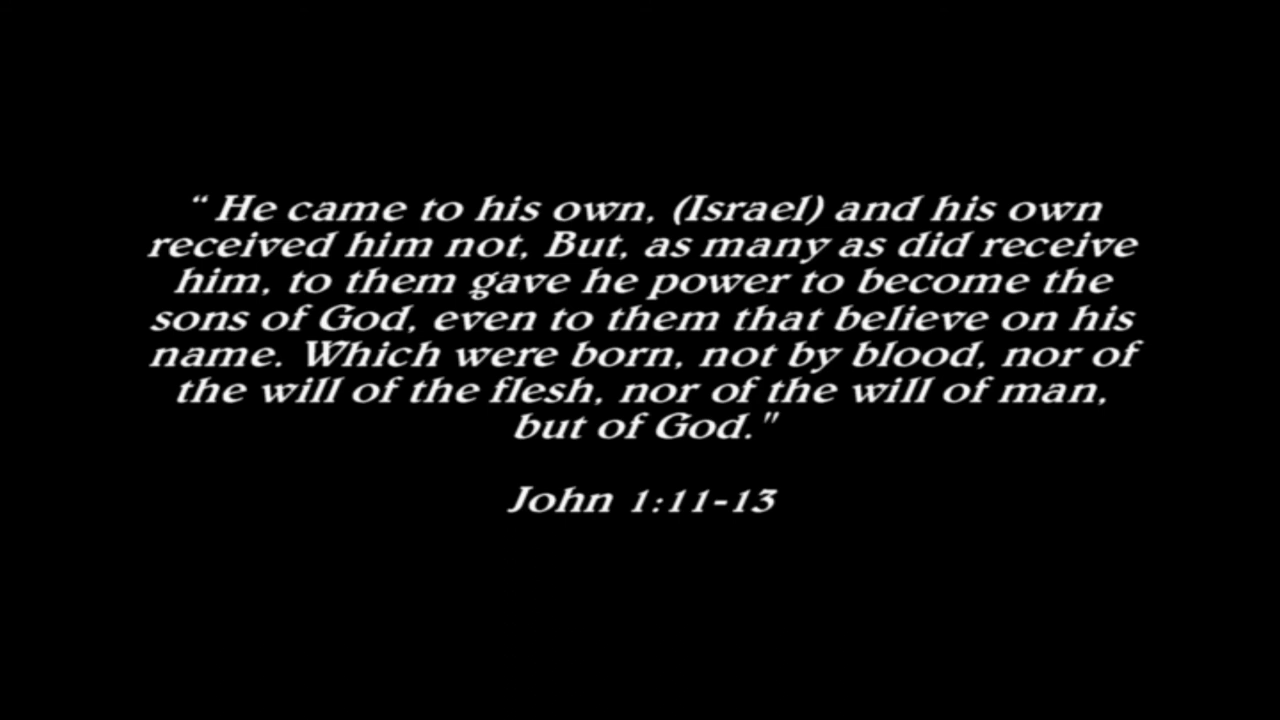 “ He came to his own, (Israel) and his own
received him not, But, as many as did receive
him, to them gave he power to become the
sons of God, even to them that believe on his
name. Which were born, not by blood, nor of
the will of the flesh, nor of the will of man,
but of God."
John 1:11-13